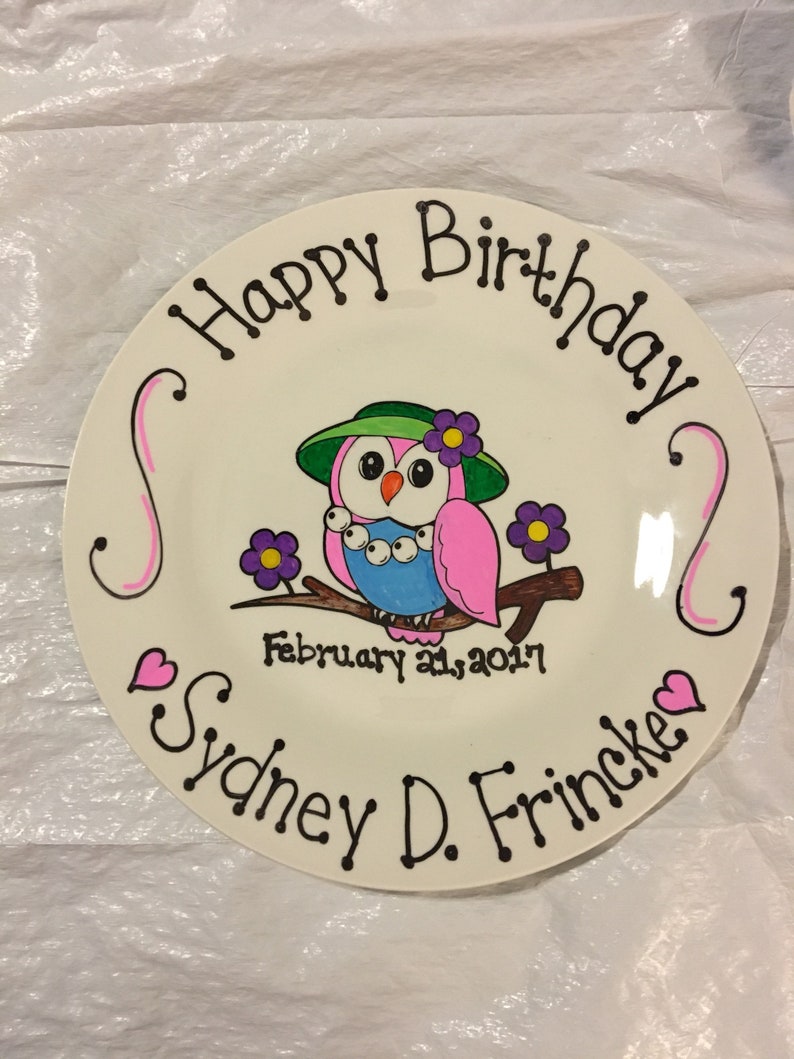 Happy Birthday
February 21, 2017
Sydney D. Frincke